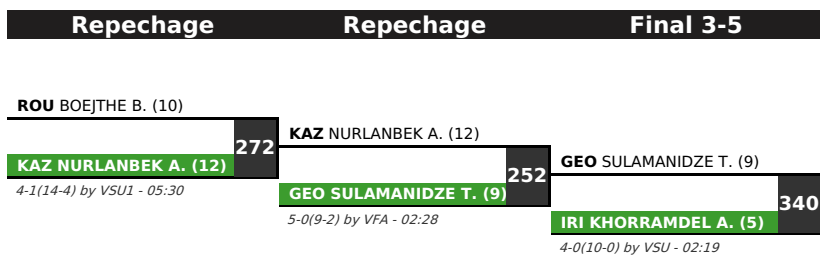 Repechage
Repechage
Final 3-5
ROU BOEJTHE B. (10)
272
KAZ NURLANBEK A. (12)
4-1(14-4) by VSU1 - 05:30
KAZ NURLANBEK A. (12)
252
GEO SULAMANIDZE T. (9)
5-0(9-2) by VFA - 02:28
GEO SULAMANIDZE T. (9)
340
IRI KHORRAMDEL A. (5)
4-0(10-0) by VSU - 02:19